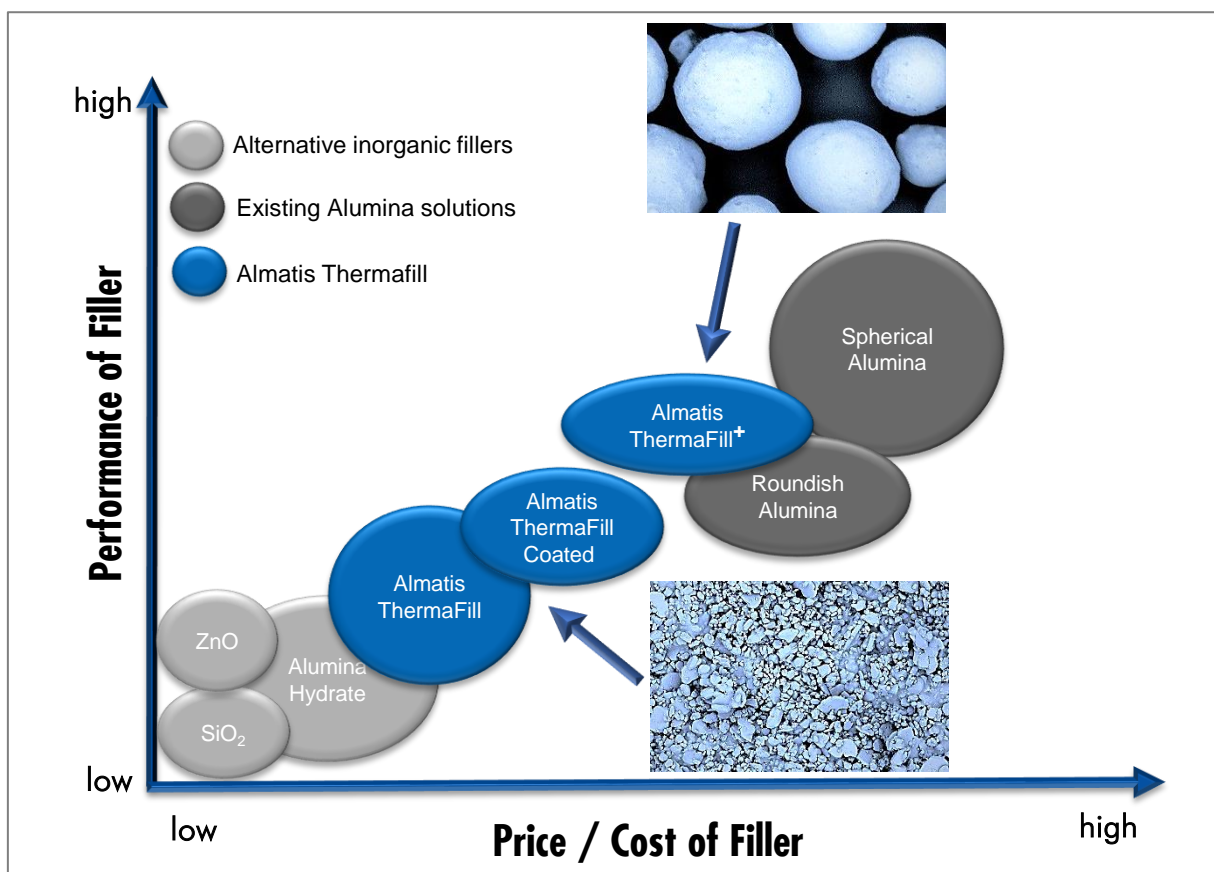 high
Alternative inorganic fillers
Existing Alumina solutions
Almatis Thermafill
Performance of Filler
Spherical
Alumina
Almatis
ThermaFill⁺
Roundish
Alumina
Almatis
ThermaFill
Coated
Almatis
ThermaFill
ZnO
Alumina
Hydrate
SiO₂
low
low
high
Price / Cost of Filler